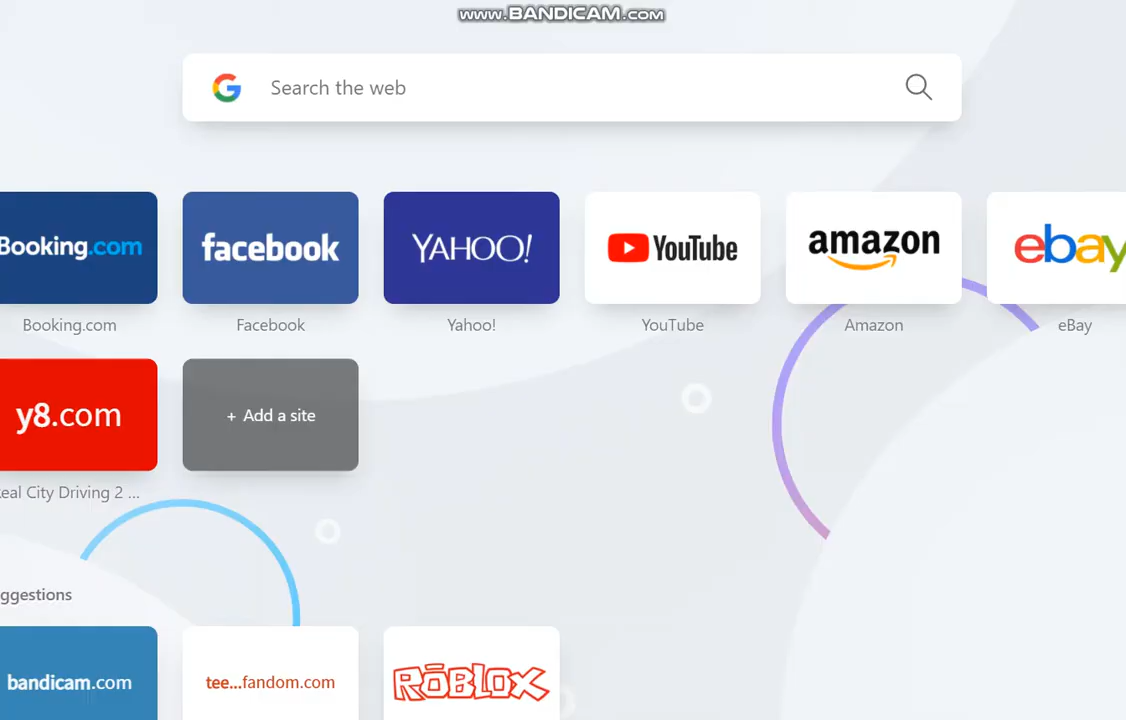 www.BANDICAM.com
Search the web
Booking.com
facebook
YAHOO!
YouTube
amazon
ebay
Booking.com
Facebook
Yahoo!
YouTube
Amazon
eBay
y8.com
+ Add a site
eal City Driving 2 ...
ggestions
bandicam.com
tee...fandom.com
ROBLOX